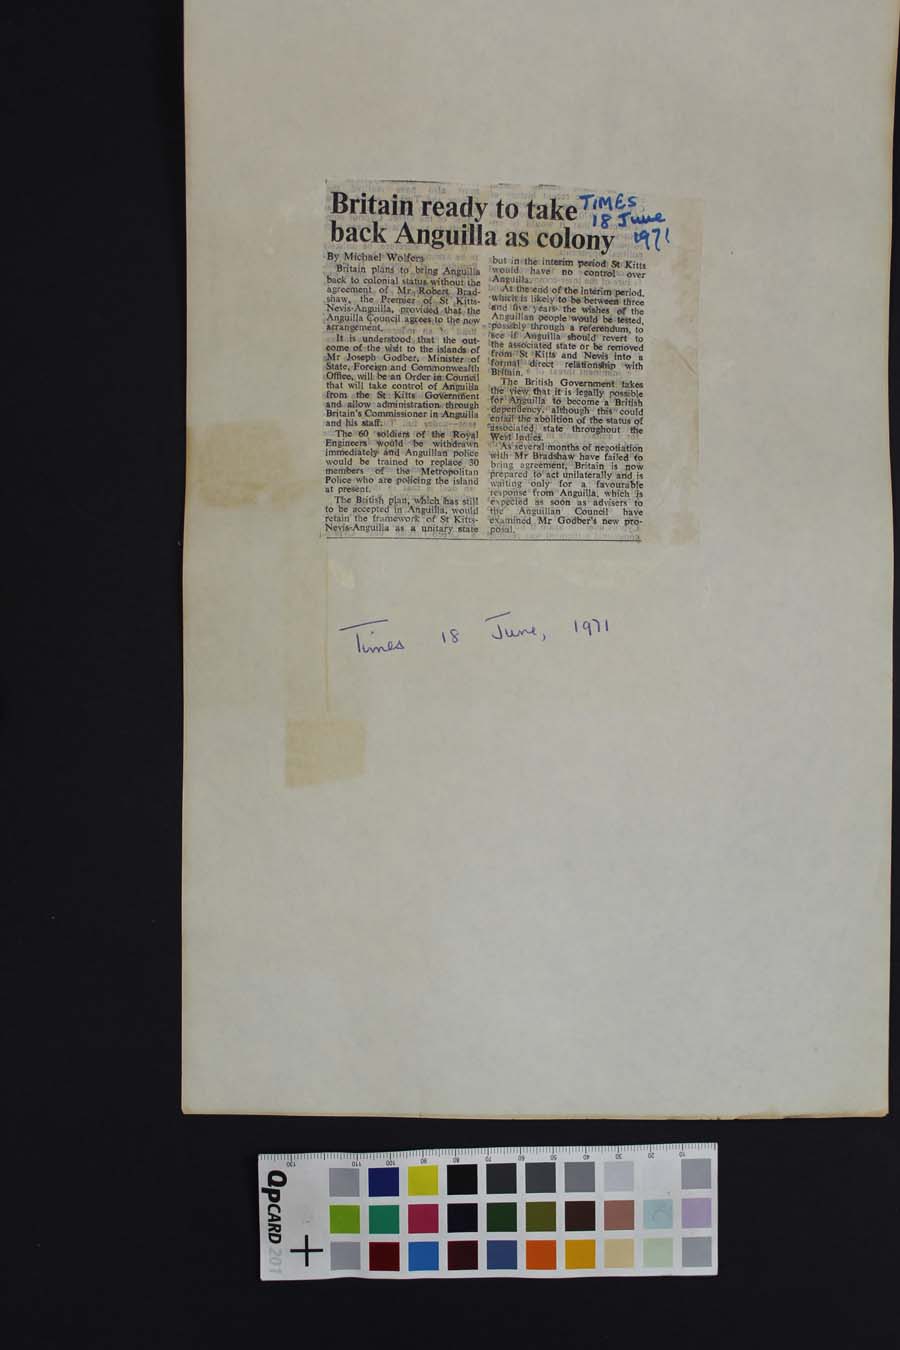 Britain ready to take
back Anguilla as colony
TIMES
18 June
1971
By Michael Wolfers
Britain plans to bring Anguilla
back to colonial status without the
agreement of Mr Robert Brad-
shaw, the Premier of St Kitts-
Nevis-Anguilla, provided that the
Anguilla Council agrees to the new
arrangement.
It is understood that the out-
come of the visit to the islands of
Mr Joseph Godber, Minister of
State, Foreign and Commonwealth
Office, will be an Order in Council
that will take control of Anguilla
from the St Kitts Government
and allow administration through
Britain's Commissioner in Anguilla
and his staff.
The 60 soldiers of the Royal
Engineers would be withdrawn
immediately and Anguillan police
would be trained to replace 30
members of the Metropolitan
Police who are policing the island
at present.
The British plan, which has still
to be accepted in Anguilla, would
retain the framework of St Kitts-
Nevis-Anguilla as a unitary state
but in the interim period St Kitts
would have no control over
Anguilla.
At the end of the interim period,
which is likely to be between three
and five years the wishes of the
Anguillan people would be tested,
possibly through a referendum, to
see if Anguilla should revert to
the associated state or be removed
from St Kitts and Nevis into a
formal direct relationship with
Britain.
The British Government takes
the view that it is legally possible
for Anguilla to become a British
dependency, although this could
entail the abolition of the status of
associated state throughout the
West Indies.
As several months of negotiation
with Mr Bradshaw have failed to
bring agreement, Britain is now
prepared to act unilaterally and is
waiting only for a favourable
response from Anguilla, which is
expected as soon as advisers to
the Anguillan Council have
examined Mr Godber's new pro-
posal.
Times 18 June, 1971
130 110 100 90 80 70 60 50 40 30 20 10
QPCARD 201